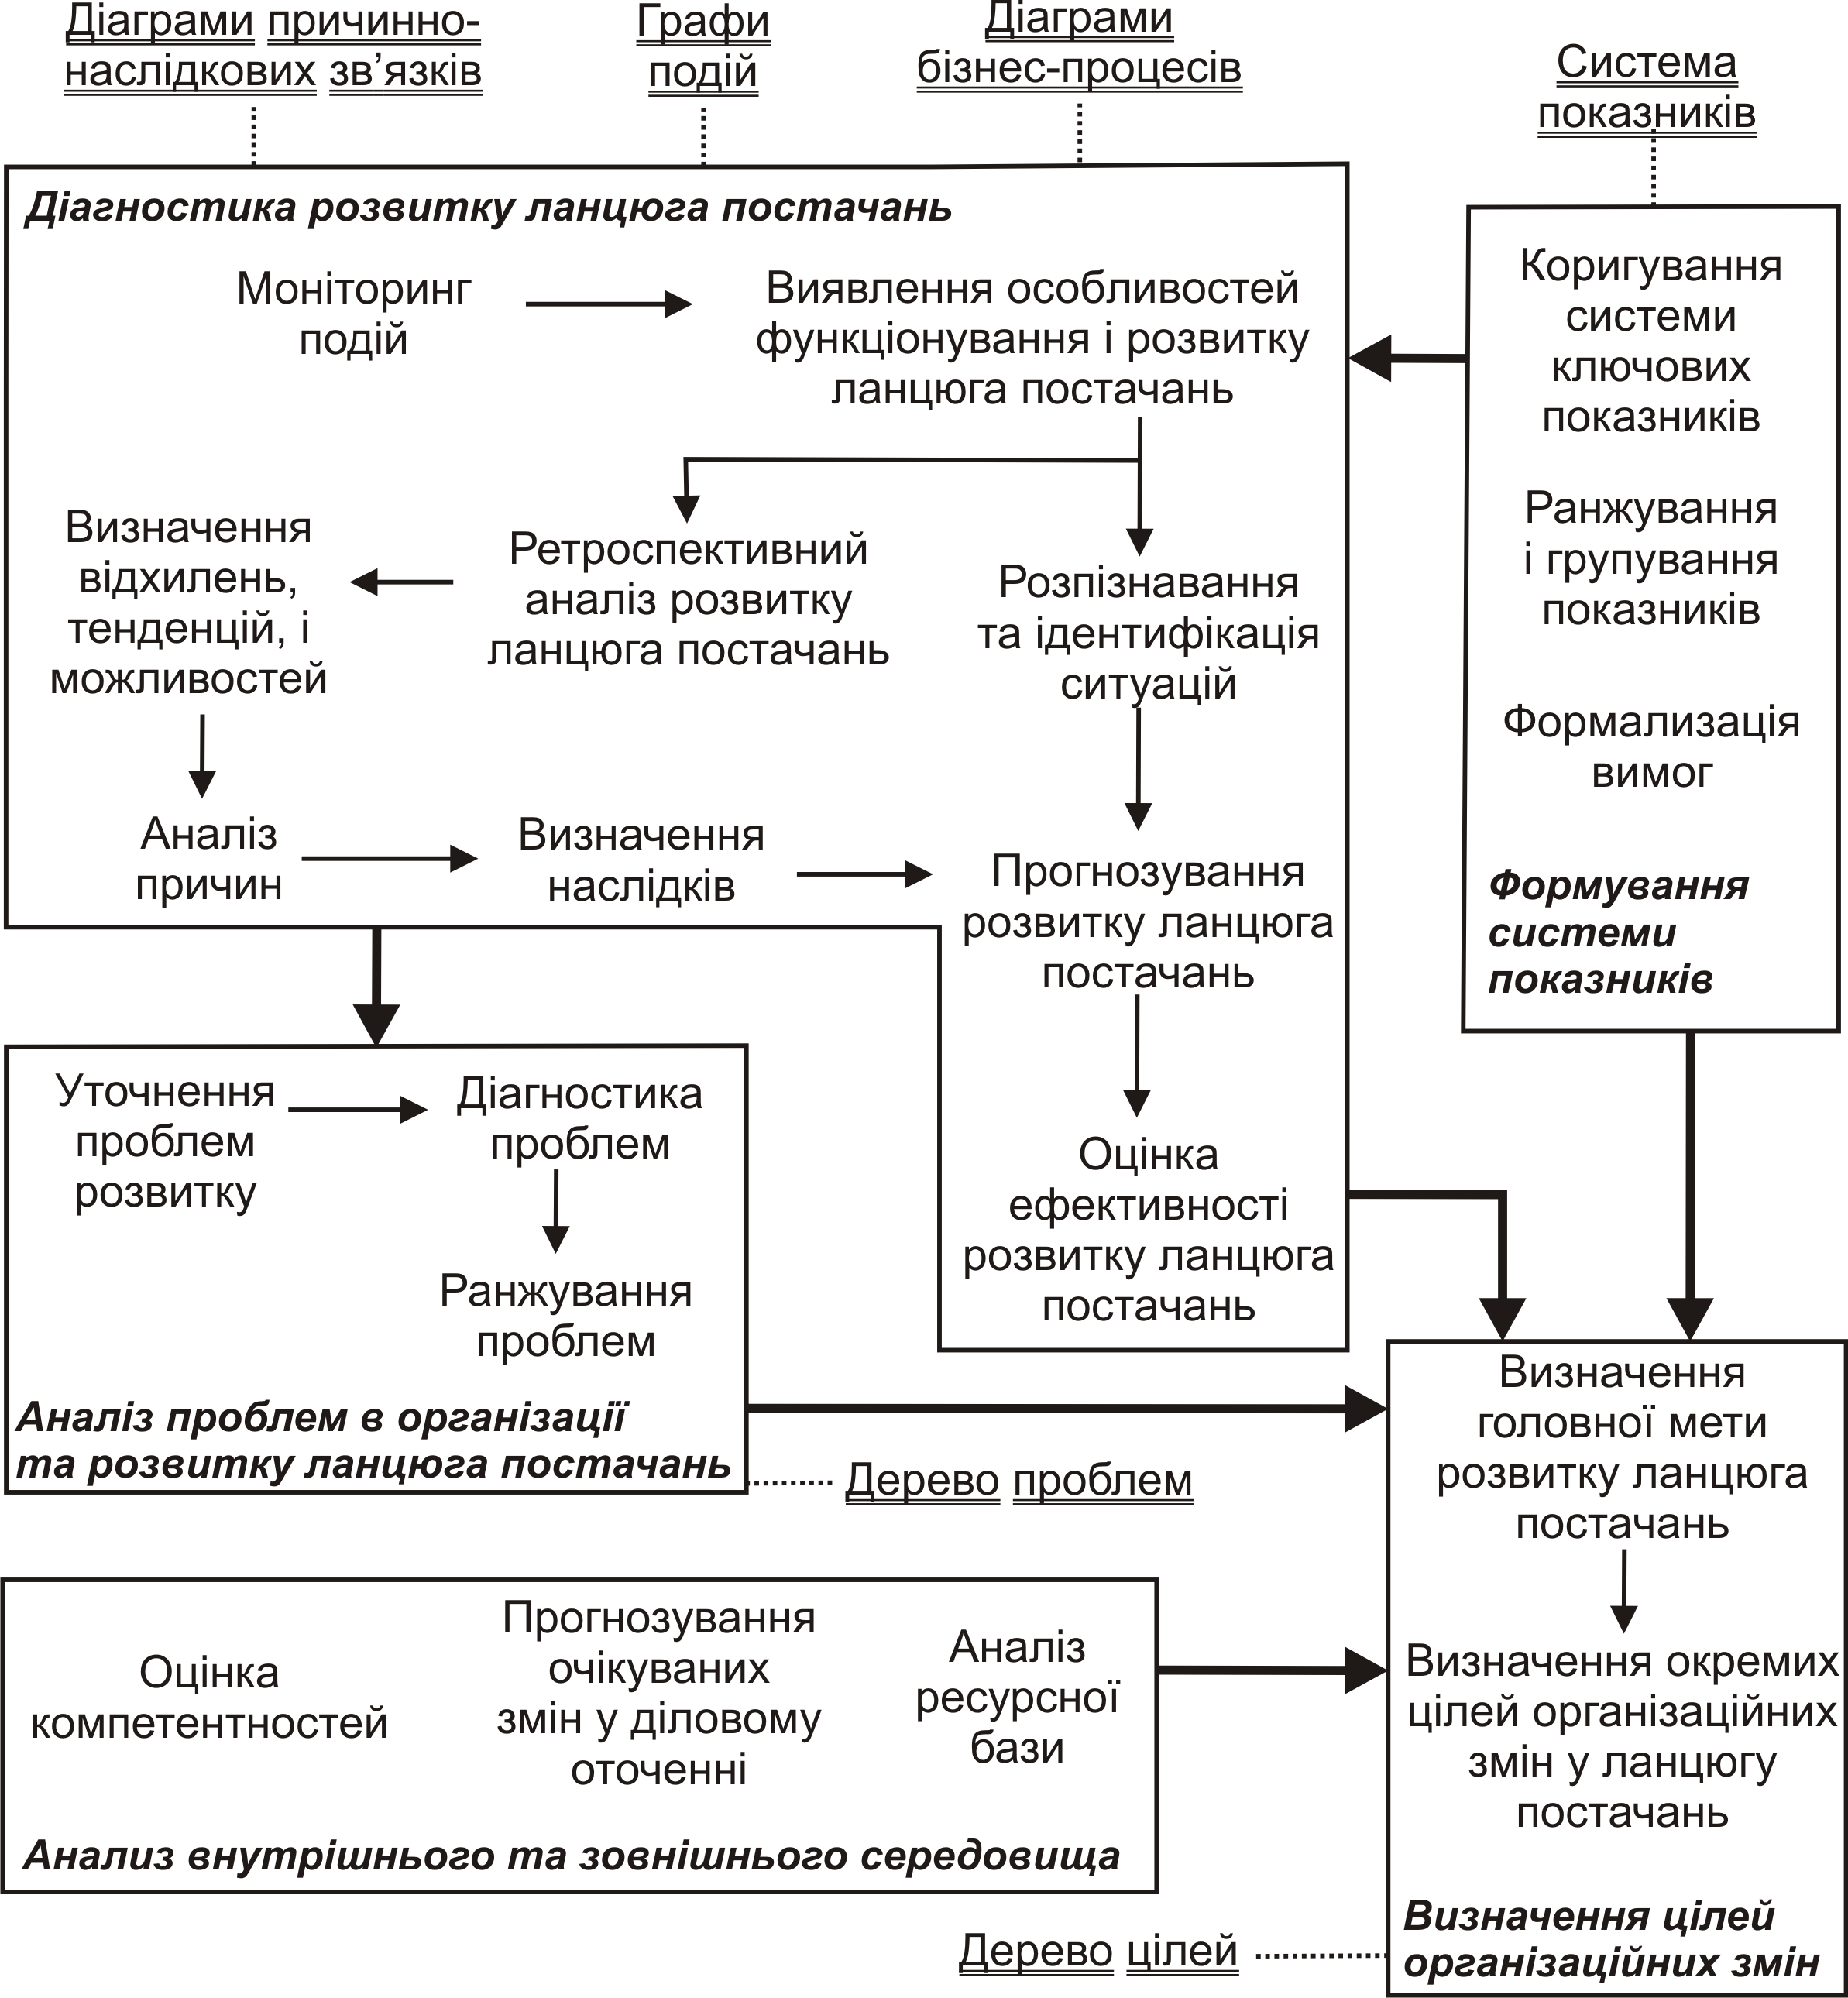 Діаграми причинно-
наслідкових зв’язків
Графи
подій
Діаграми
бізнес-процесів
Система
показників
Діагностика розвитку ланцюга постачань
Моніторинг
подій
Виявлення особливостей
функціонування і розвитку
ланцюга постачань
Визначення
відхилень,
тенденцій, і
можливостей
Ретроспективний
аналіз розвитку
ланцюга постачань
Розпізнавання
та ідентифікація
ситуацій
Аналіз
причин
Визначення
наслідків
Прогнозування
розвитку ланцюга
постачань
Оцінка
ефективності
розвитку ланцюга
постачань
Коригування
системи
ключових
показників
Ранжування
і групування
показників
Формализація
вимог
Формування
системи
показників
Уточнення
проблем
розвитку
Діагностика
проблем
Ранжування
проблем
Аналіз проблем в організації
та розвитку ланцюга постачань
Дерево проблем
Оцінка
компетентностей
Прогнозування
очікуваних
змін у діловому
оточенні
Аналіз
ресурсної
бази
Анализ внутрішнього та зовнішнього середовища
Визначення
головної мети
розвитку ланцюга
постачань
Визначення окремих
цілей організаційних
змін у ланцюгу
постачань
Визначення цілей
організаційних змін
Дерево цілей